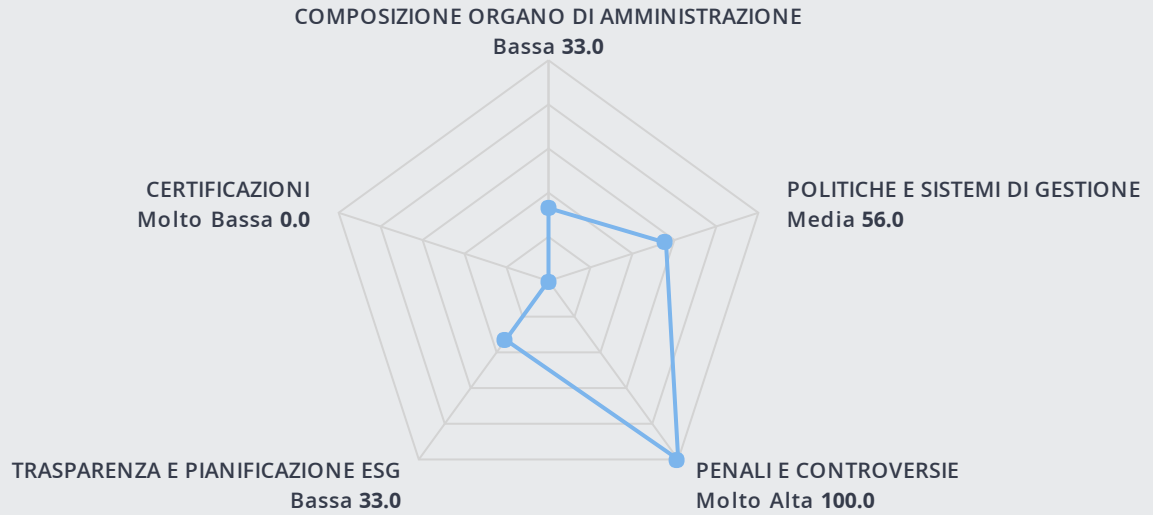 COMPOSIZIONE ORGANO DI AMMINISTRAZIONE
Bassa 33.0
CERTIFICAZIONI
Molto Bassa 0.0
POLITICHE E SISTEMI DI GESTIONE
Media 56.0
TRASPARENZA E PIANIFICAZIONE ESG
Bassa 33.0
PENALI E CONTROVERSIE
Molto Alta 100.0